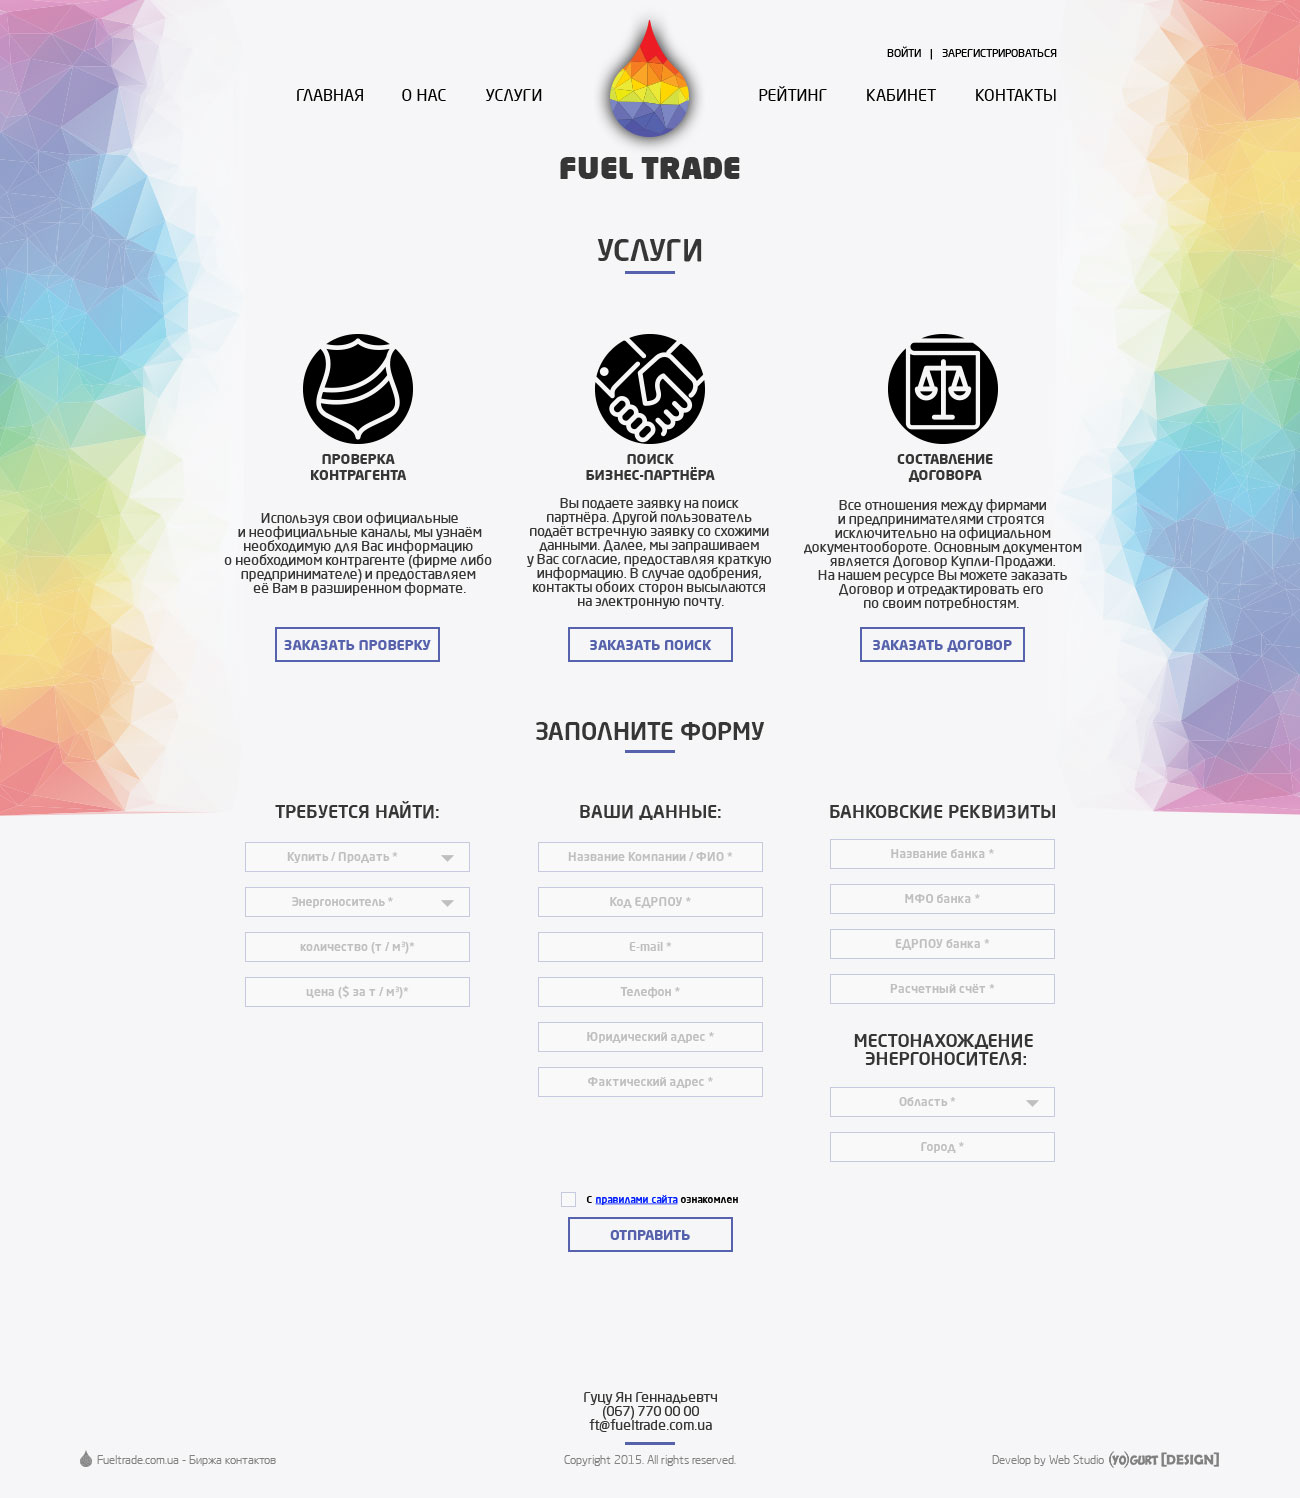 ВОЙТИ | ЗАРЕГИСТРИРОВАТЬСЯ
ГЛАВНАЯ О НАС УСЛУГИ РЕЙТИНГ КАБИНЕТ КОНТАКТЫ
FUEL TRADE
УСЛУГИ
ПРОВЕРКА
КОНТРАГЕНТА
Используя свои официальные
и неофициальные каналы, мы узнаём
необходимую для Вас информацию
о необходимом контрагенте (фирме либо
предпринимателе) и предоставляем
её Вам в разширенном формате.
ЗАКАЗАТЬ ПРОВЕРКУ
ПОИСК
БИЗНЕС-ПАРТНЁРА
Вы подаете заявку на поиск
партнёра. Другой пользователь
подаёт встречную заявку со схожими
данными. Далее, мы запрашиваем
у Вас согласие, предоставляя краткую
информацию. В случае одобрения,
контакты обоих сторон высылаются
на электронную почту.
ЗАКАЗАТЬ ПОИСК
СОСТАВЛЕНИЕ
ДОГОВОРА
Все отношения между фирмами
и предпринимателями строятся
исключительно на официальном
документообороте. Основным документом
является Договор Купли-Продажи.
На нашем ресурсе Вы можете заказать
Договор и отредактировать его
по своим потребностям.
ЗАКАЗАТЬ ДОГОВОР
ЗАПОЛНИТЕ ФОРМУ
ТРЕБУЕТСЯ НАЙТИ:
Купить / Продать *
Энергоноситель *
количество (т / м³)*
цена ($ за т / м³)*
ВАШИ ДАННЫЕ:
Название Компании / ФИО *
Код ЕДРПОУ *
E-mail *
Телефон *
Юридический адрес *
Фактический адрес *
БАНКОВСКИЕ РЕКВИЗИТЫ
Название банка *
МФО банка *
ЕДРПОУ банка *
Расчетный счёт *
МЕСТОНАХОЖДЕНИЕ
ЭНЕРГОНОСИТЕЛЯ:
Область *
Город *
С правилами сайта ознакомлен
ОТПРАВИТЬ
Гуцу Ян Геннадьевтч
(067) 770 00 00
ft@fueltrade.com.ua
Fueltrade.com.ua - Биржа контактов
Copyright 2015. All rights reserved.
Develop by Web Studio (YO)GURT [DESIGN]